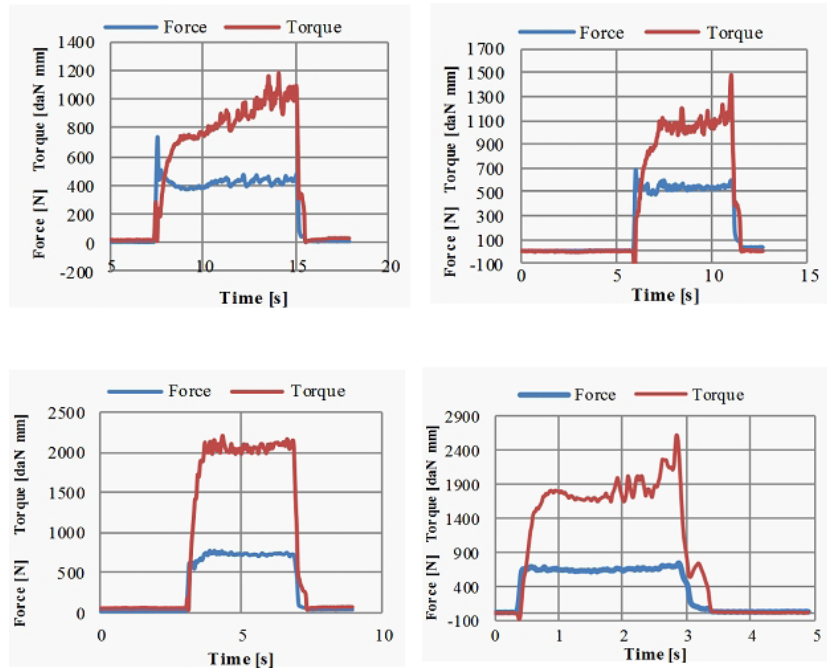 Force Torque
Force [N] Torque [daN mm]
1400
1200
1000
800
600
400
200
0
-200
5 10 15 20
Time [s]
Force Torque
Force [N] Torque [daN mm]
1700
1500
1300
1100
900
700
500
300
100
-100
0 5 10 15
Time [s]
Force Torque
Force [N] Torque [daN mm]
2500
2000
1500
1000
500
0
0 5 10
Time [s]
Force Torque
Force [N] Torque [daN mm]
2900
2400
1900
1400
900
400
-100
0 1 2 3 4 5
Time [s]